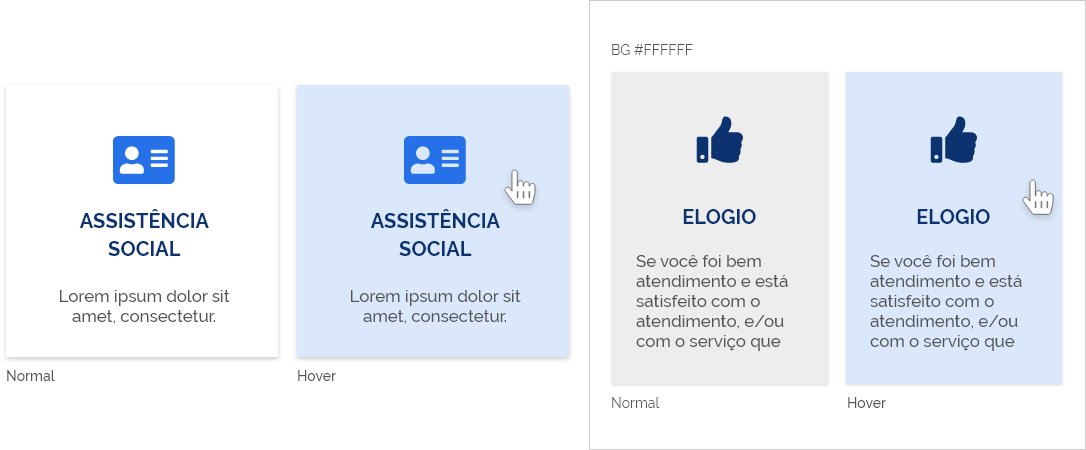 ASSISTÊNCIA
SOCIAL
Lorem ipsum dolor sit
amet, consectetur.
Normal
ASSISTÊNCIA
SOCIAL
Lorem ipsum dolor sit
amet, consectetur.
Hover
BG #FFFFFF
ELOGIO
Se você foi bem
atendimento e está
satisfeito com o
atendimento, e/ou
com o serviço que
Normal
ELOGIO
Se você foi bem
atendimento e está
satisfeito com o
atendimento, e/ou
com o serviço que
Hover